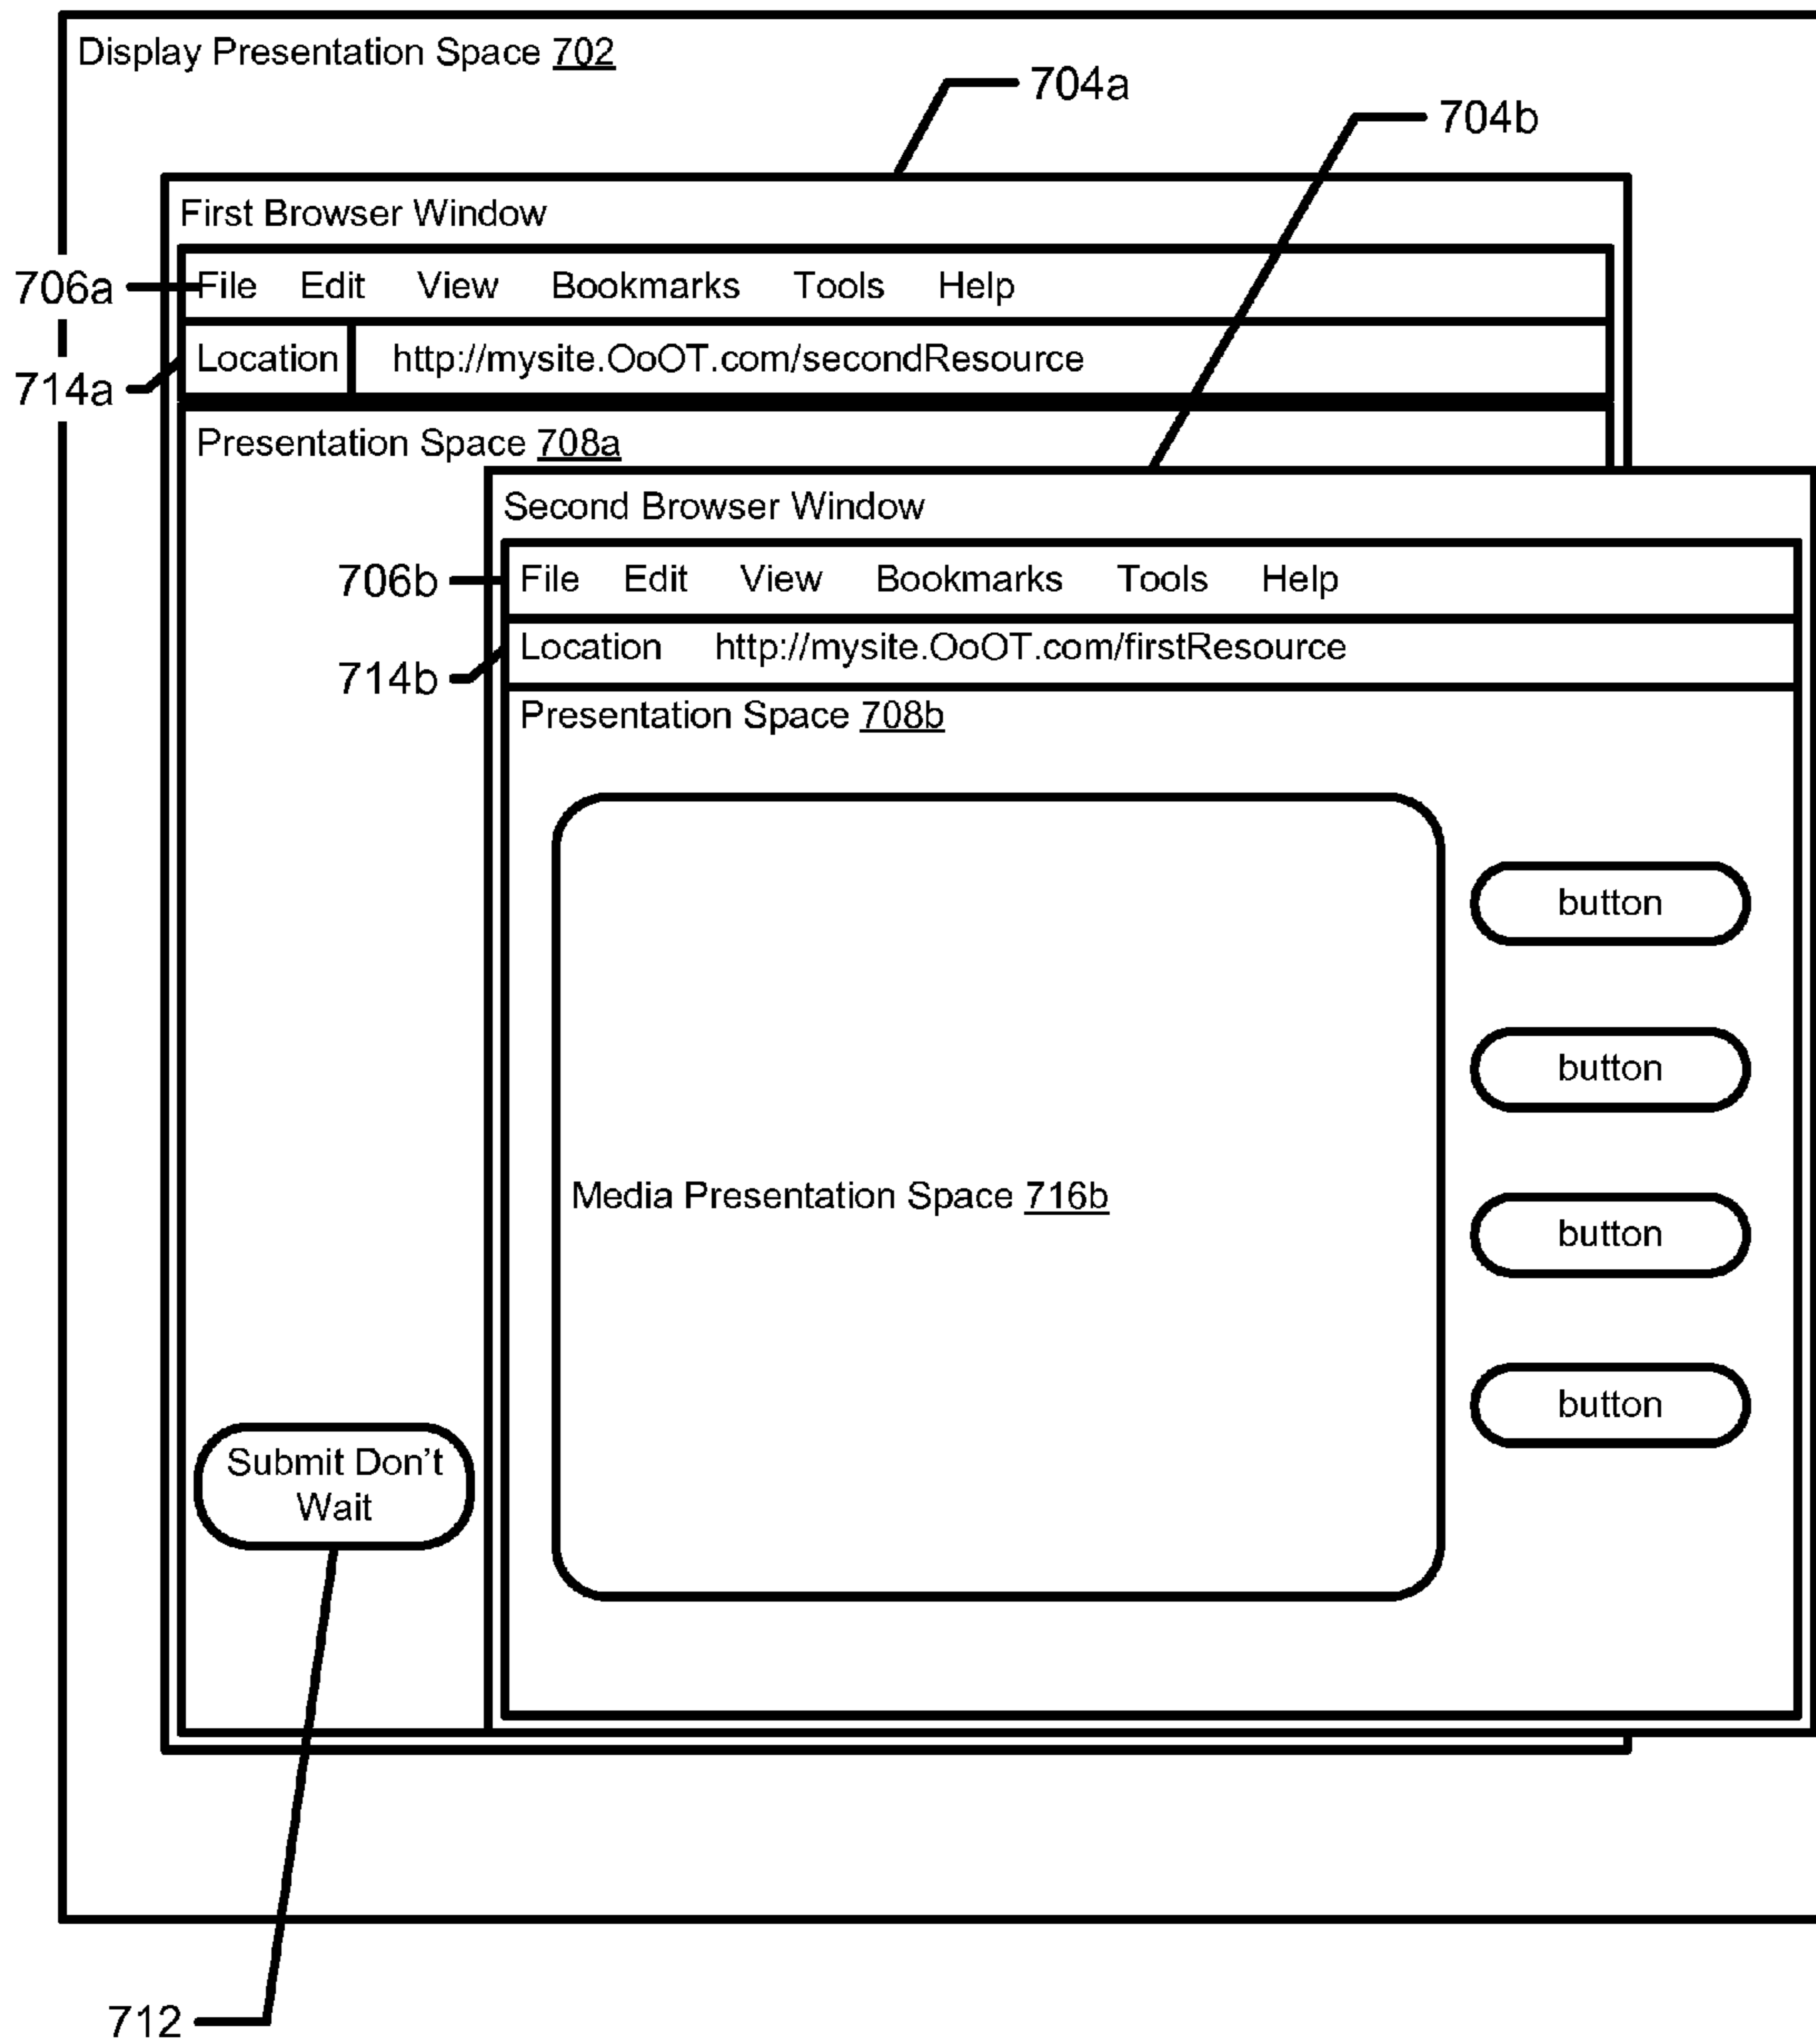 Display Presentation Space 702
704a
704b
First Browser Window
706a
File Edit View Bookmarks Tools Help
714a
Location http://mysite.OoOT.com/secondResource
Presentation Space 708a
Second Browser Window
706b
File Edit View Bookmarks Tools Help
714b
Location http://mysite.OoOT.com/firstResource
Presentation Space 708b
button
button
Media Presentation Space 716b
button
button
Submit Don't
Wait
712